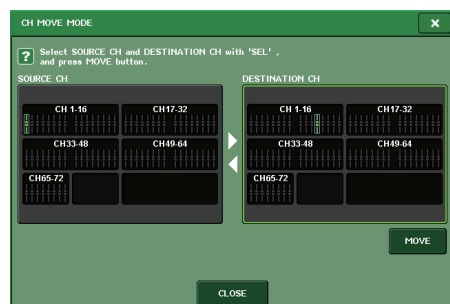 CH MOVE MODE
×
? Select SOURCE CH and DESTINATION CH with 'SEL' ,
and press MOVE button.
SOURCE CH
CH 1-16 CH17-32
CH33-48 CH49-64
CH65-72
DESTINATION CH
CH 1-16 CH17-32
CH33-48 CH49-64
CH65-72
MOVE
CLOSE